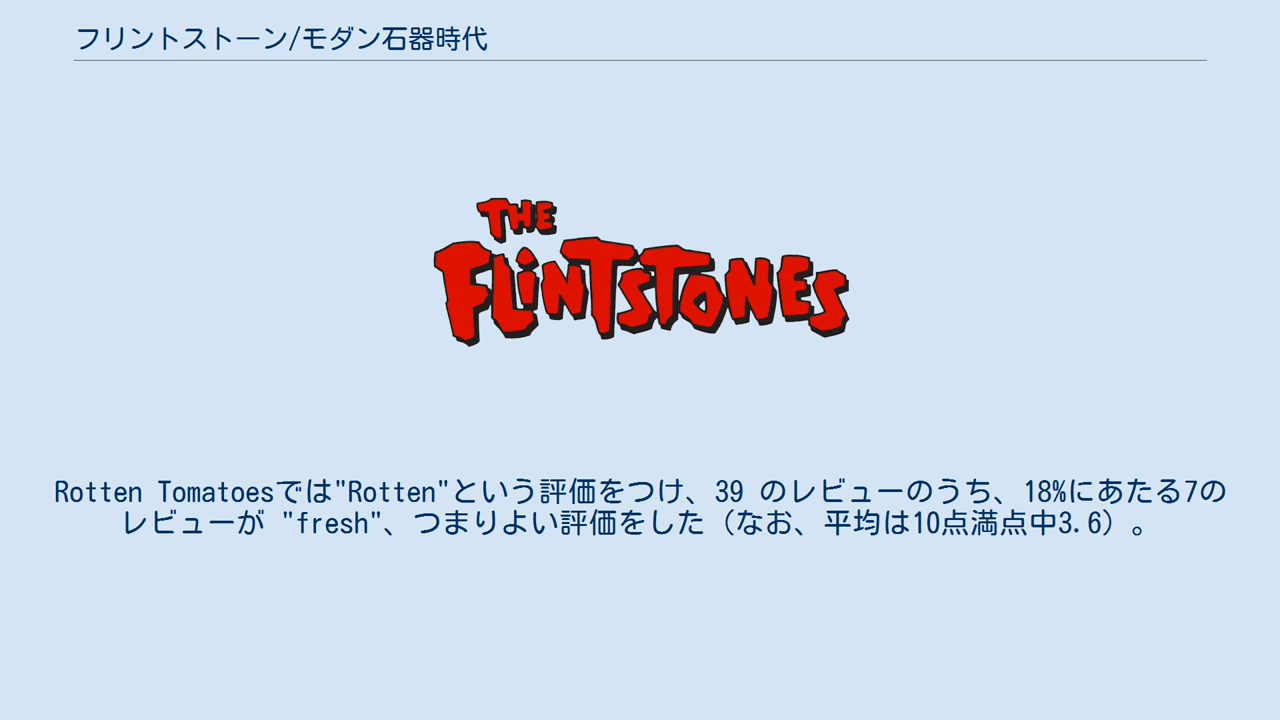 フリントストーン/モダン石器時代
THE
FLiNTSTONES
Rotten Tomatoesでは"Rotten"という評価をつけ、39 のレビューのうち、18%にあたる7の
レビューが "fresh"、つまりよい評価をした（なお、平均は10点満点中3.6）。